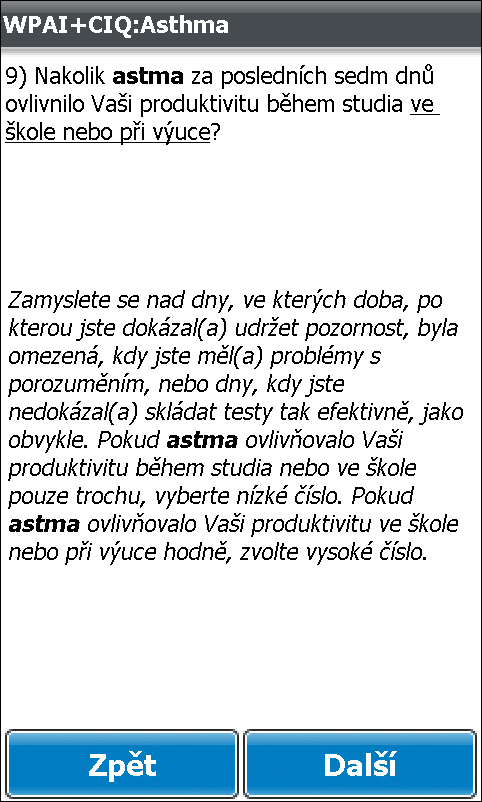 WPAI+CIQ:Asthma
9) Nakolik astma za posledních sedm dnů
ovlivnilo Vaši produktivitu během studia ve
škole nebo při výuce?
Zamyslete se nad dny, ve kterých doba, po
kterou jste dokázal(a) udržet pozornost, byla
omezená, kdy jste měl(a) problémy s
porozuměním, nebo dny, kdy jste
nedokázal(a) skládat testy tak efektivně, jako
obvykle. Pokud astma ovlivňovalo Vaši
produktivitu během studia nebo ve škole
pouze trochu, vyberte nízké číslo. Pokud
astma ovlivňovalo Vaši produktivitu ve škole
nebo při výuce hodně, zvolte vysoké číslo.
Zpět Další